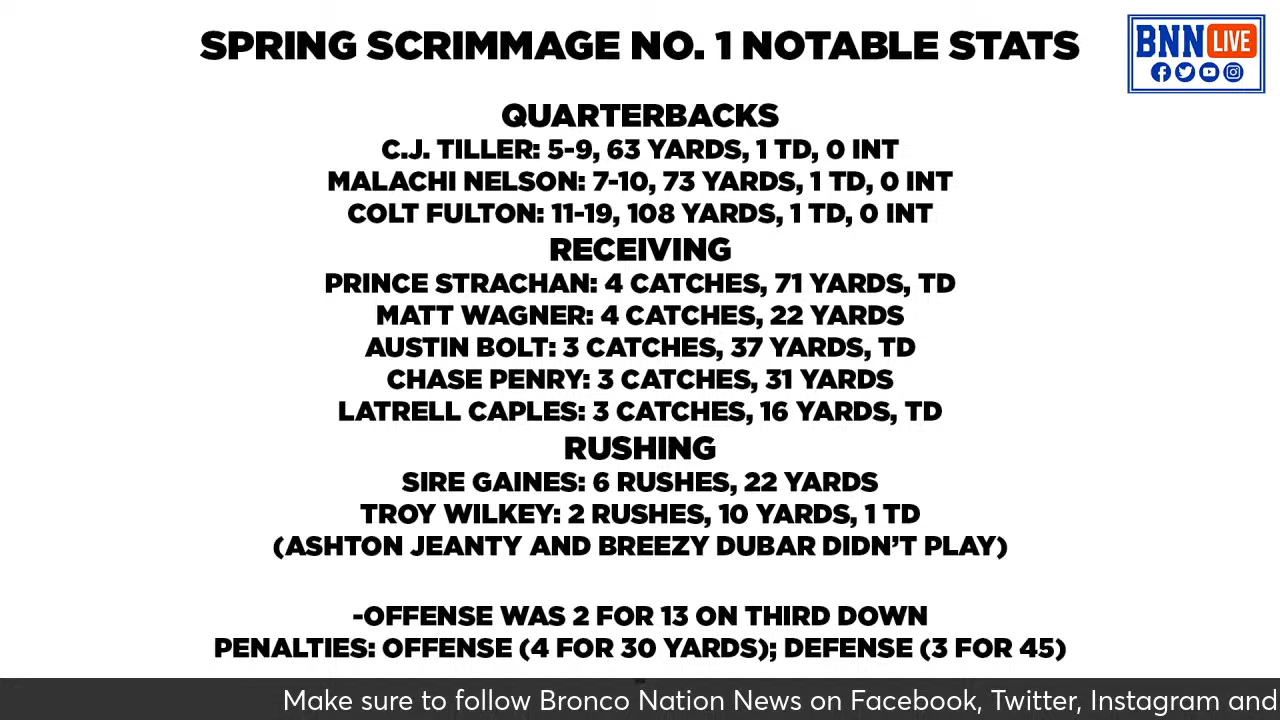 SPRING SCRIMMAGE NO. 1 NOTABLE STATS
BNN LIVE
QUARTERBACKS
C.J. TILLER: 5-9, 63 YARDS, 1 TD, 0 INT
MALACHI NELSON: 7-10, 73 YARDS, 1 TD, 0 INT
COLT FULTON: 11-19, 108 YARDS, 1 TD, 0 INT
RECEIVING
PRINCE STRACHAN: 4 CATCHES, 71 YARDS, TD
MATT WAGNER: 4 CATCHES, 22 YARDS
AUSTIN BOLT: 3 CATCHES, 37 YARDS, TD
CHASE PENRY: 3 CATCHES, 31 YARDS
LATRELL CAPLES: 3 CATCHES, 16 YARDS, TD
RUSHING
SIRE GAINES: 6 RUSHES, 22 YARDS
TROY WILKEY: 2 RUSHES, 10 YARDS, 1 TD
(ASHTON JEANTY AND BREEZY DUBAR DIDN’T PLAY)
-OFFENSE WAS 2 FOR 13 ON THIRD DOWN
PENALTIES: OFFENSE (4 FOR 30 YARDS); DEFENSE (3 FOR 45)
Make sure to follow Bronco Nation News on Facebook, Twitter, Instagram and